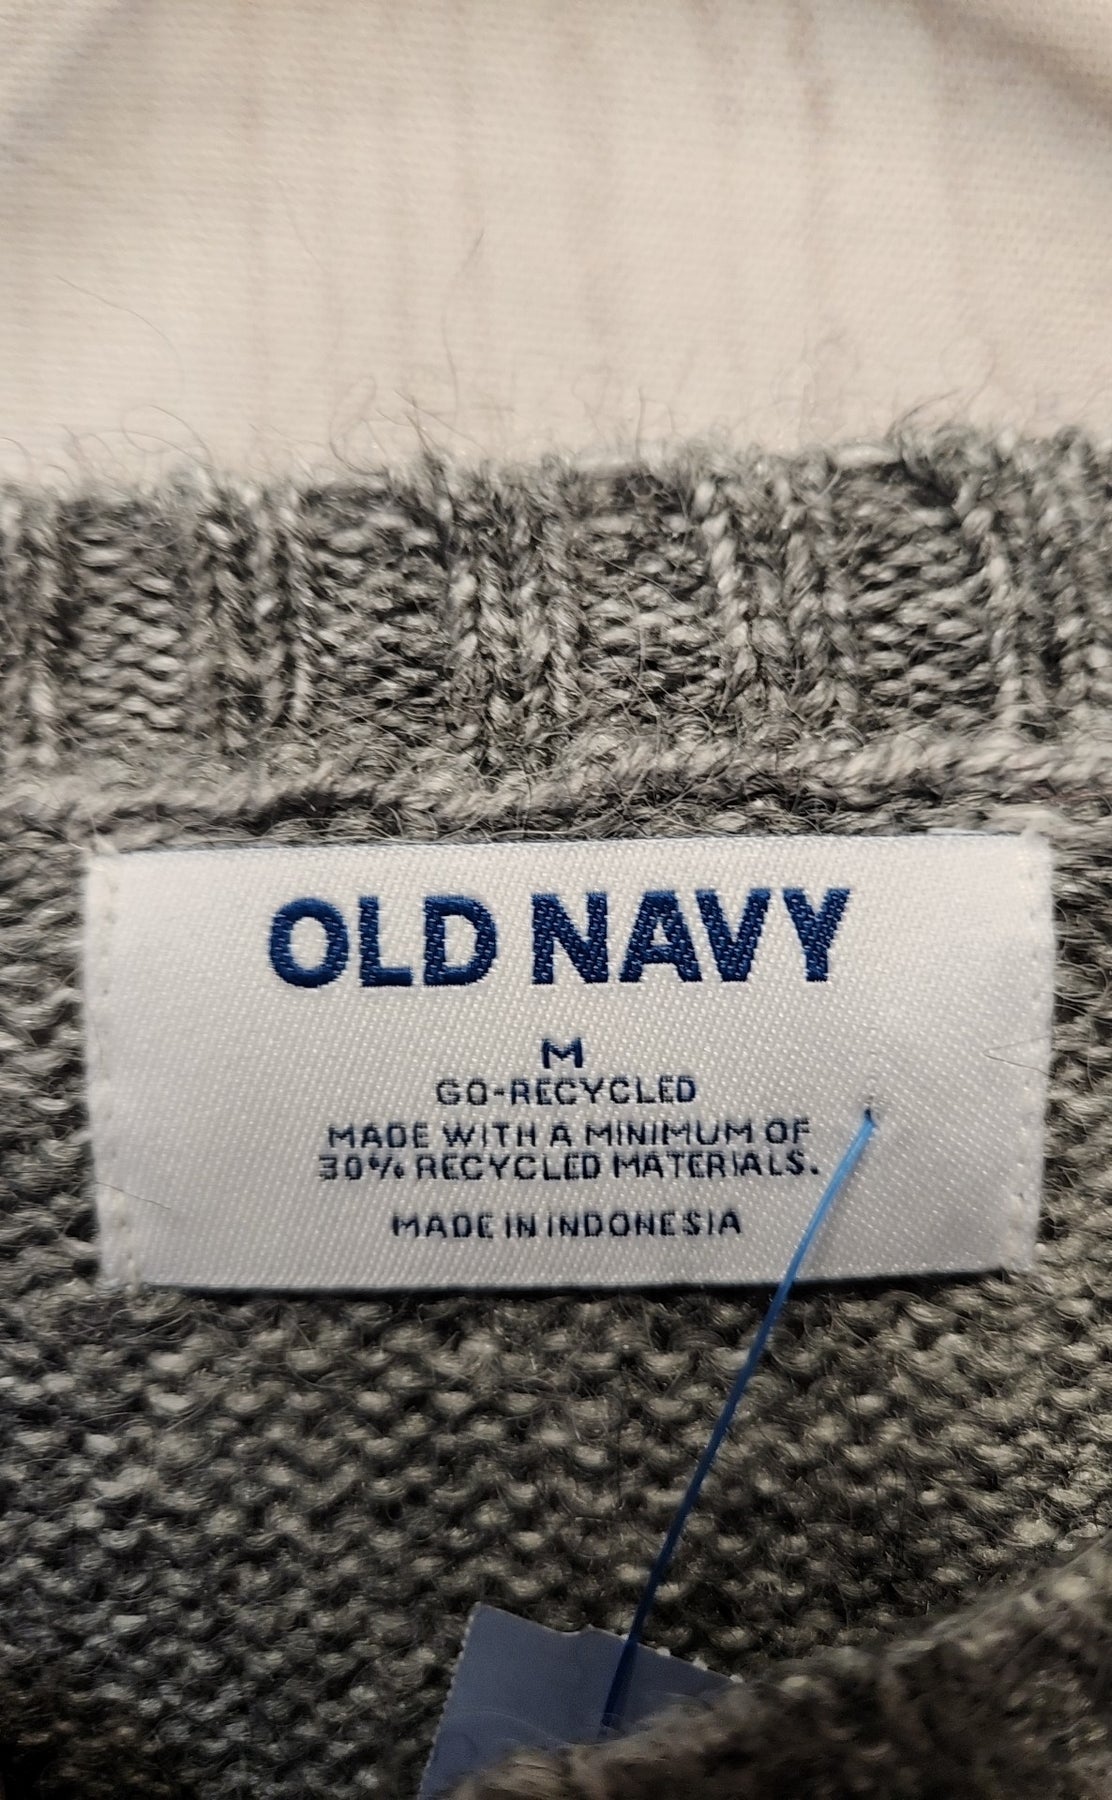 OLD NAVY
M
GO-RECYCLED
MADE WITH A MINIMUM OF
30% RECYCLED MATERIALS.
MADE IN INDONESIA